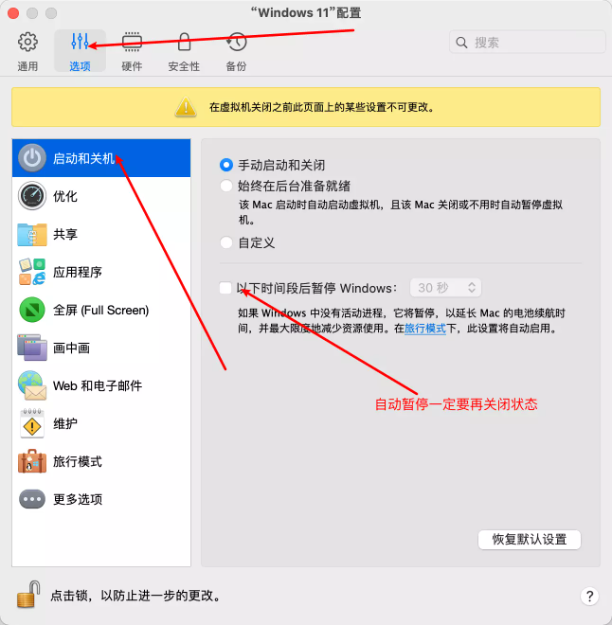 “Windows 11”配置
通用
选项
硬件
安全性
备份
搜索
在虚拟机关闭之前此页面上的某些设置不可更改。
启动和关机
优化
共享
应用程序
全屏 (Full Screen)
画中画
Web 和电子邮件
维护
旅行模式
更多选项
手动启动和关闭
始终在后台准备就绪
该 Mac 启动时自动启动虚拟机，且该 Mac 关闭或不用时自动暂停虚拟
机。
自定义
以下时间段后暂停 Windows：
30 秒
如果 Windows 中没有活动进程，它将暂停，以延长 Mac 的电池续航时
间，并最大限度地减少资源使用。在旅行模式下，此设置将自动启用。
自动暂停一定要再关闭状态
恢复默认设置
点击锁，以防止进一步的更改。
?